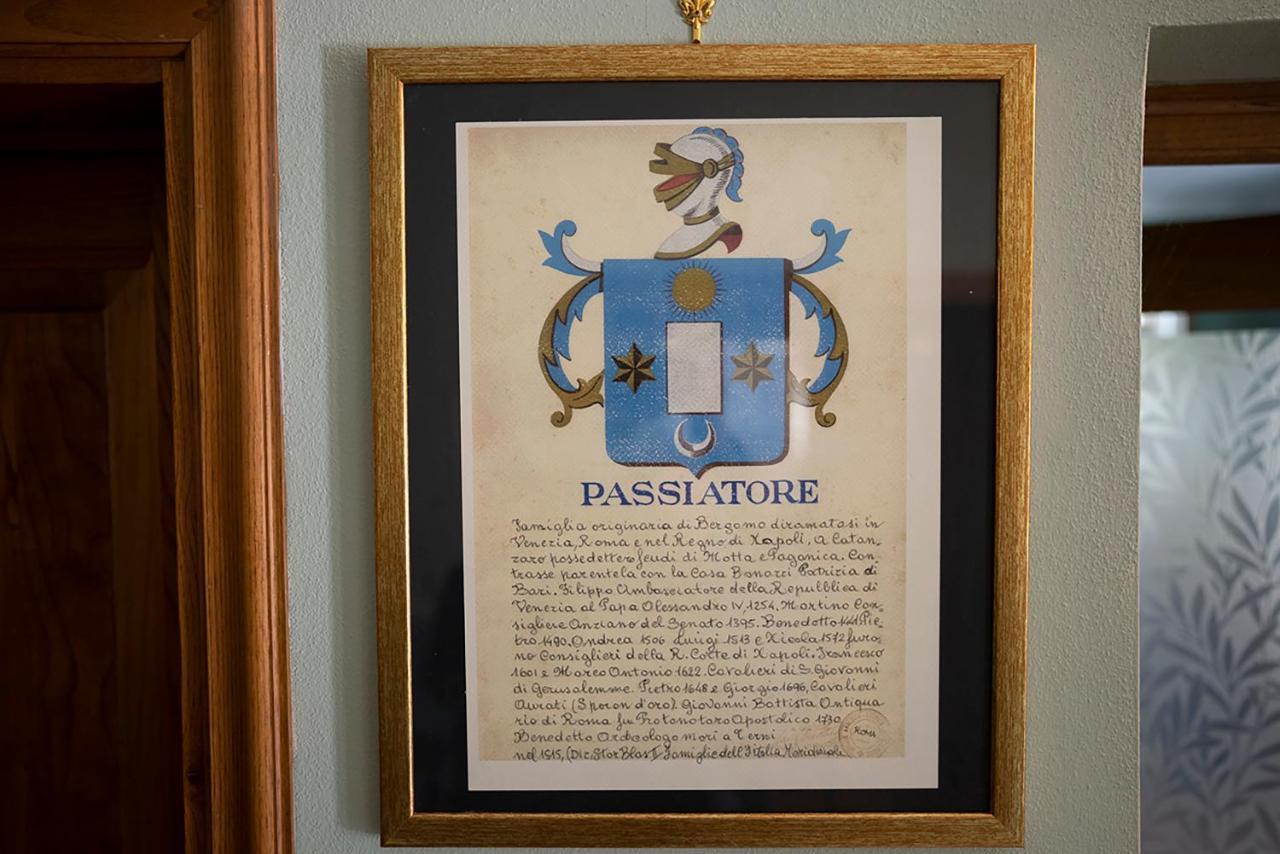 PASSIATORE
Famiglia originaria di Bergamo diramatasi in
Venezia, Roma e nel Regno di Napoli. A Catan-
zaro possedette feudi di Motta e Paganica. Con-
trasse parentela con la Casa Bonazzi Patrizia di
Bari. Filippo Ambasciatore della Repubblica di
Venezia al Papa Alessandro IV, 1254. Martino Con-
sigliere Anziano del Senato 1395. Benedetto 1441 Pie-
tro 1490. Andrea 1506 Luigi 1513 e Nicola 1572 furo-
no Consiglieri della R. Corte di Napoli. Francesco
1601 e Marco Antonio 1622. Cavalieri di S. Giovanni
di Gerusalemme. Pietro 1648 e Giorgio 1696, Cavalieri
Aurati (Speron d'oro). Giovanni Battista Antiqua
rio di Roma fu Protonotaro Apostolico 1730
Benedetto Archeologo morì a Terni
nel 1815, (Diz. Stor. Blas. Famiglie dell'Italia Meridionale
ROMA